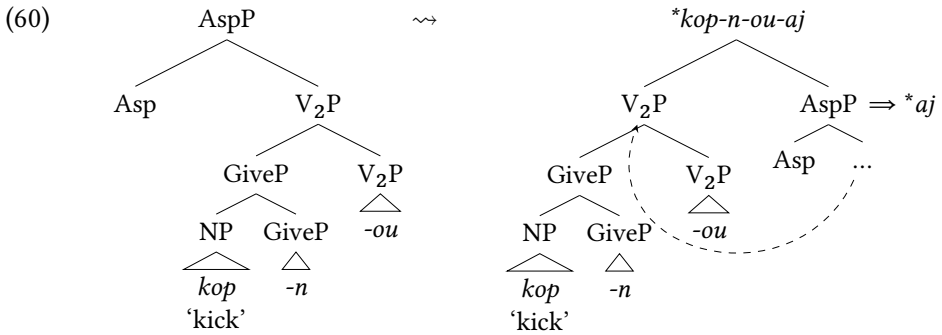 (60) AspP ⇝ *kop-n-ou-aj
Asp V₂P V₂P AspP ⇒ *aj
GiveP V₂P GiveP V₂P Asp ...
NP GiveP -ou NP GiveP -ou
kop -n kop -n
‘kick’ ‘kick’